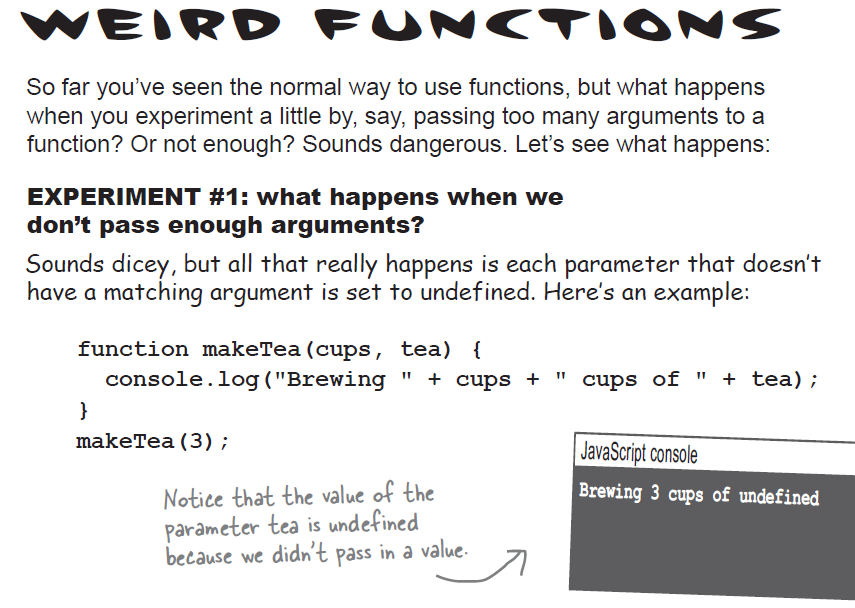 WEIRD FUNCTIONS
So far you've seen the normal way to use functions, but what happens
when you experiment a little by, say, passing too many arguments to a
function? Or not enough? Sounds dangerous. Let's see what happens:
EXPERIMENT #1: what happens when we
don't pass enough arguments?
Sounds dicey, but all that really happens is each parameter that doesn't
have a matching argument is set to undefined. Here's an example:
function makeTea(cups, tea) {
  console.log("Brewing " + cups + " cups of " + tea);
}
makeTea(3);
Notice that the value of the
parameter tea is undefined
because we didn't pass in a value.
JavaScript console
Brewing 3 cups of undefined